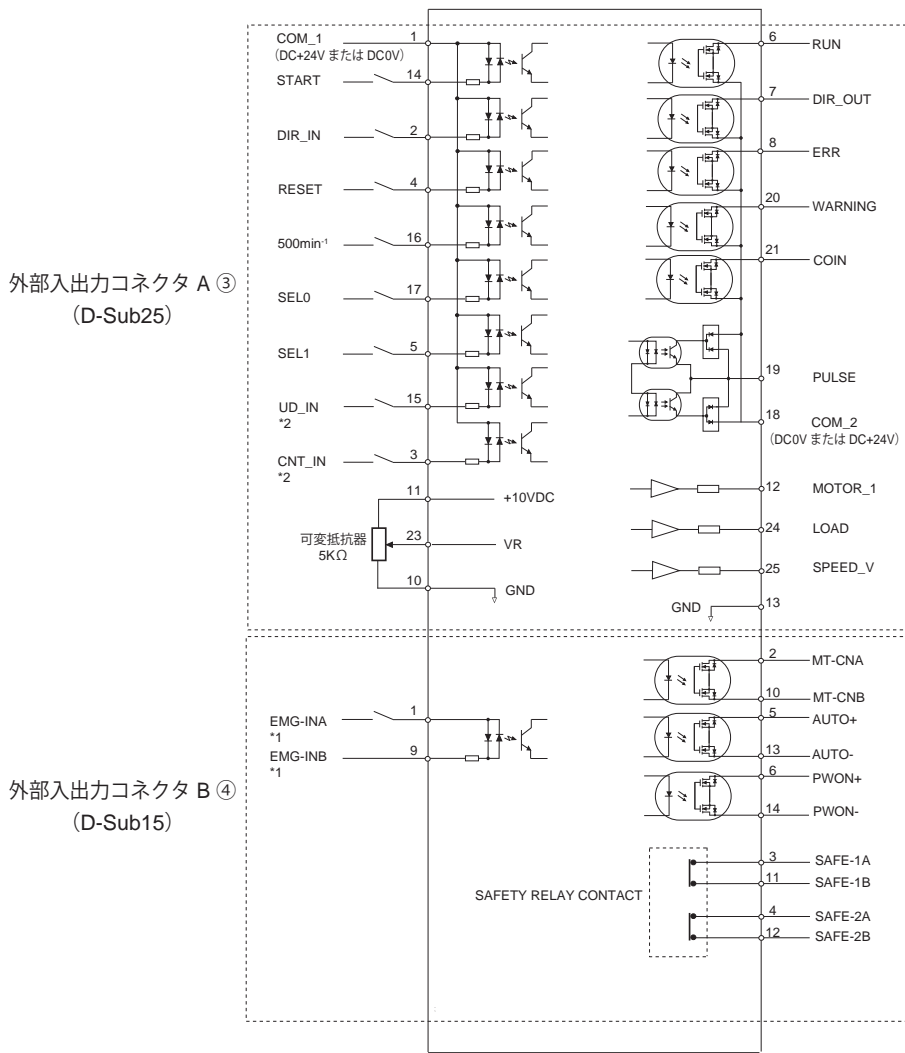 COM_1
1
(DC+24V または DC0V)
START
14
DIR_IN
2
RESET
4
500min-1
16
SEL0
17
SEL1
5
UD_IN
15
*2
CNT_IN
3
*2
11
+10VDC
可変抵抗器
5KΩ
23
VR
10
GND
外部入出力コネクタ A ③
(D-Sub25)
6
RUN
7
DIR_OUT
8
ERR
20
WARNING
21
COIN
19
PULSE
18
COM_2
(DC0V または DC+24V)
12
MOTOR_1
24
LOAD
25
SPEED_V
GND
13
外部入出力コネクタ B ④
(D-Sub15)
EMG-INA
1
*1
EMG-INB
9
*1
2
MT-CNA
10
MT-CNB
5
AUTO+
13
AUTO-
6
PWON+
14
PWON-
SAFETY RELAY CONTACT
3
SAFE-1A
11
SAFE-1B
4
SAFE-2A
12
SAFE-2B